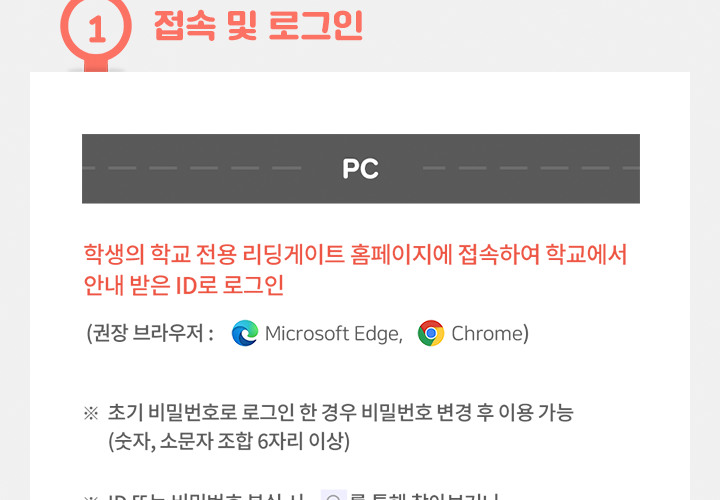 1 접속 및 로그인
PC
학생의 학교 전용 리딩게이트 홈페이지에 접속하여 학교에서
안내 받은 ID로 로그인
(권장 브라우저 : Microsoft Edge, Chrome)
※ 초기 비밀번호로 로그인 한 경우 비밀번호 변경 후 이용 가능
(숫자, 소문자 조합 6자리 이상)